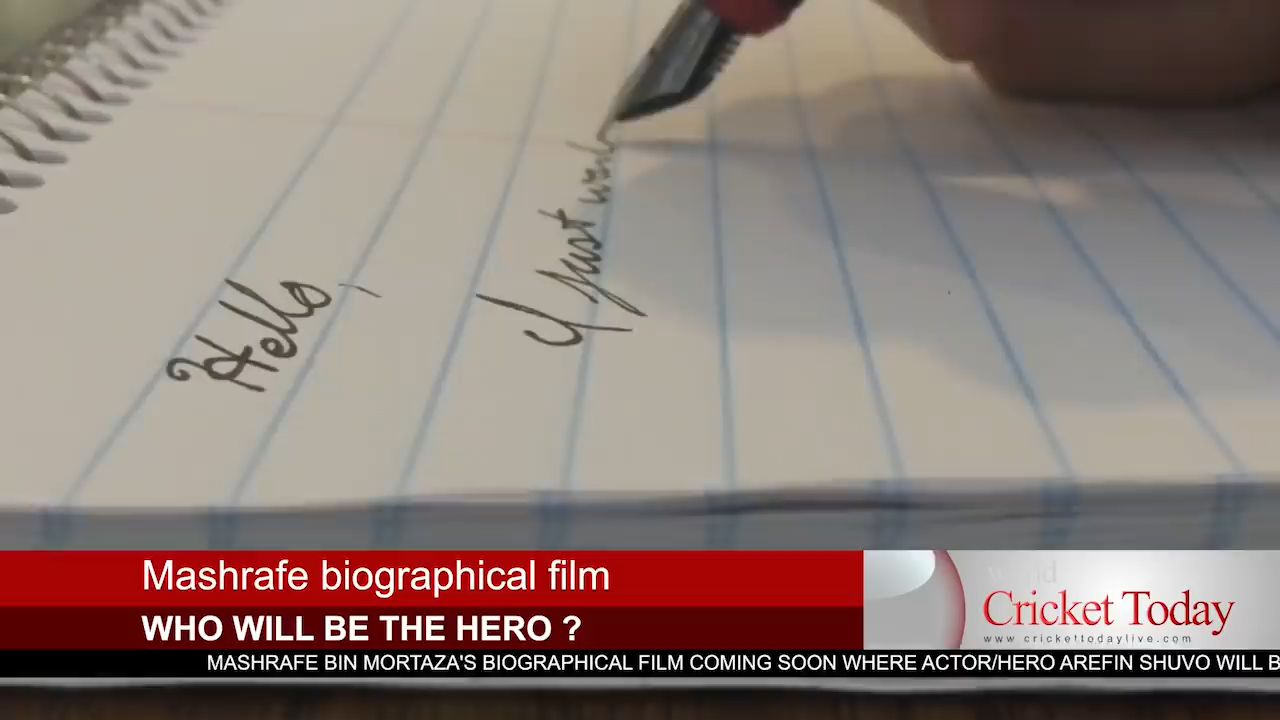 Hello,
I just
Mashrafe biographical film
WHO WILL BE THE HERO ?
Cricket Today
www.crickettodaylive.com
MASHRAFE BIN MORTAZA'S BIOGRAPHICAL FILM COMING SOON WHERE ACTOR/HERO AREFIN SHUVO WILL B